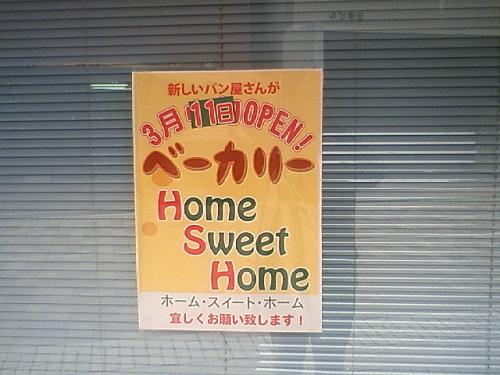 新しいパン屋さんが
3月11日OPEN!
ベーカリー
Home
Sweet
Home
ホーム・スイート・ホーム
宜しくお願い致します!